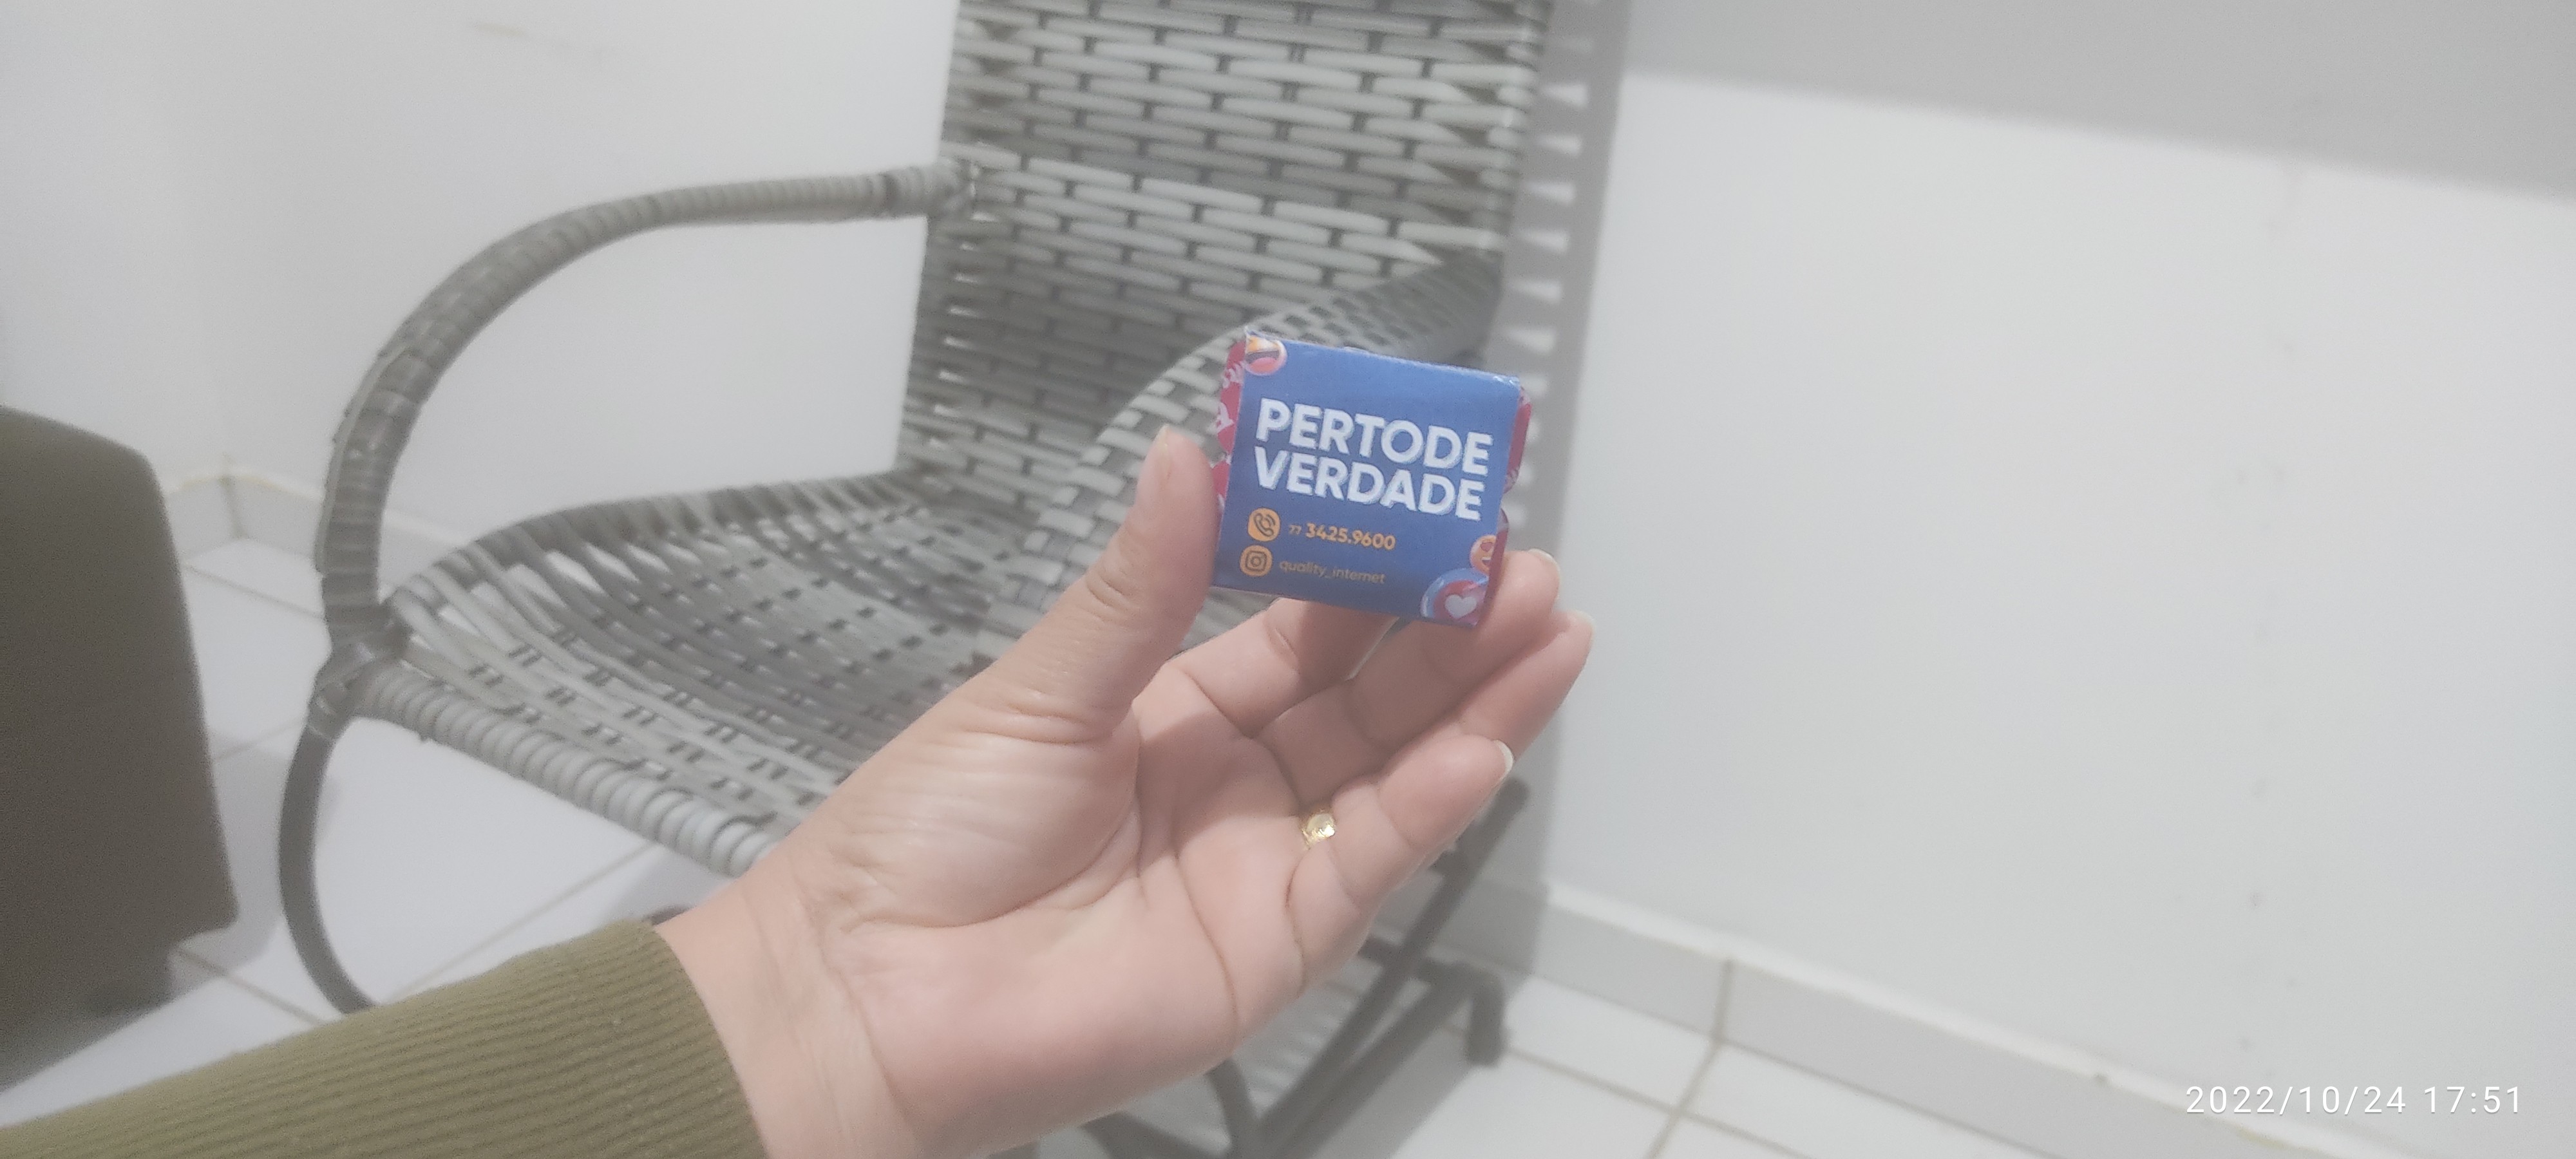 PERTODE
VERDADE
77 3425.9600
quality_internet
2022/10/24 17:51